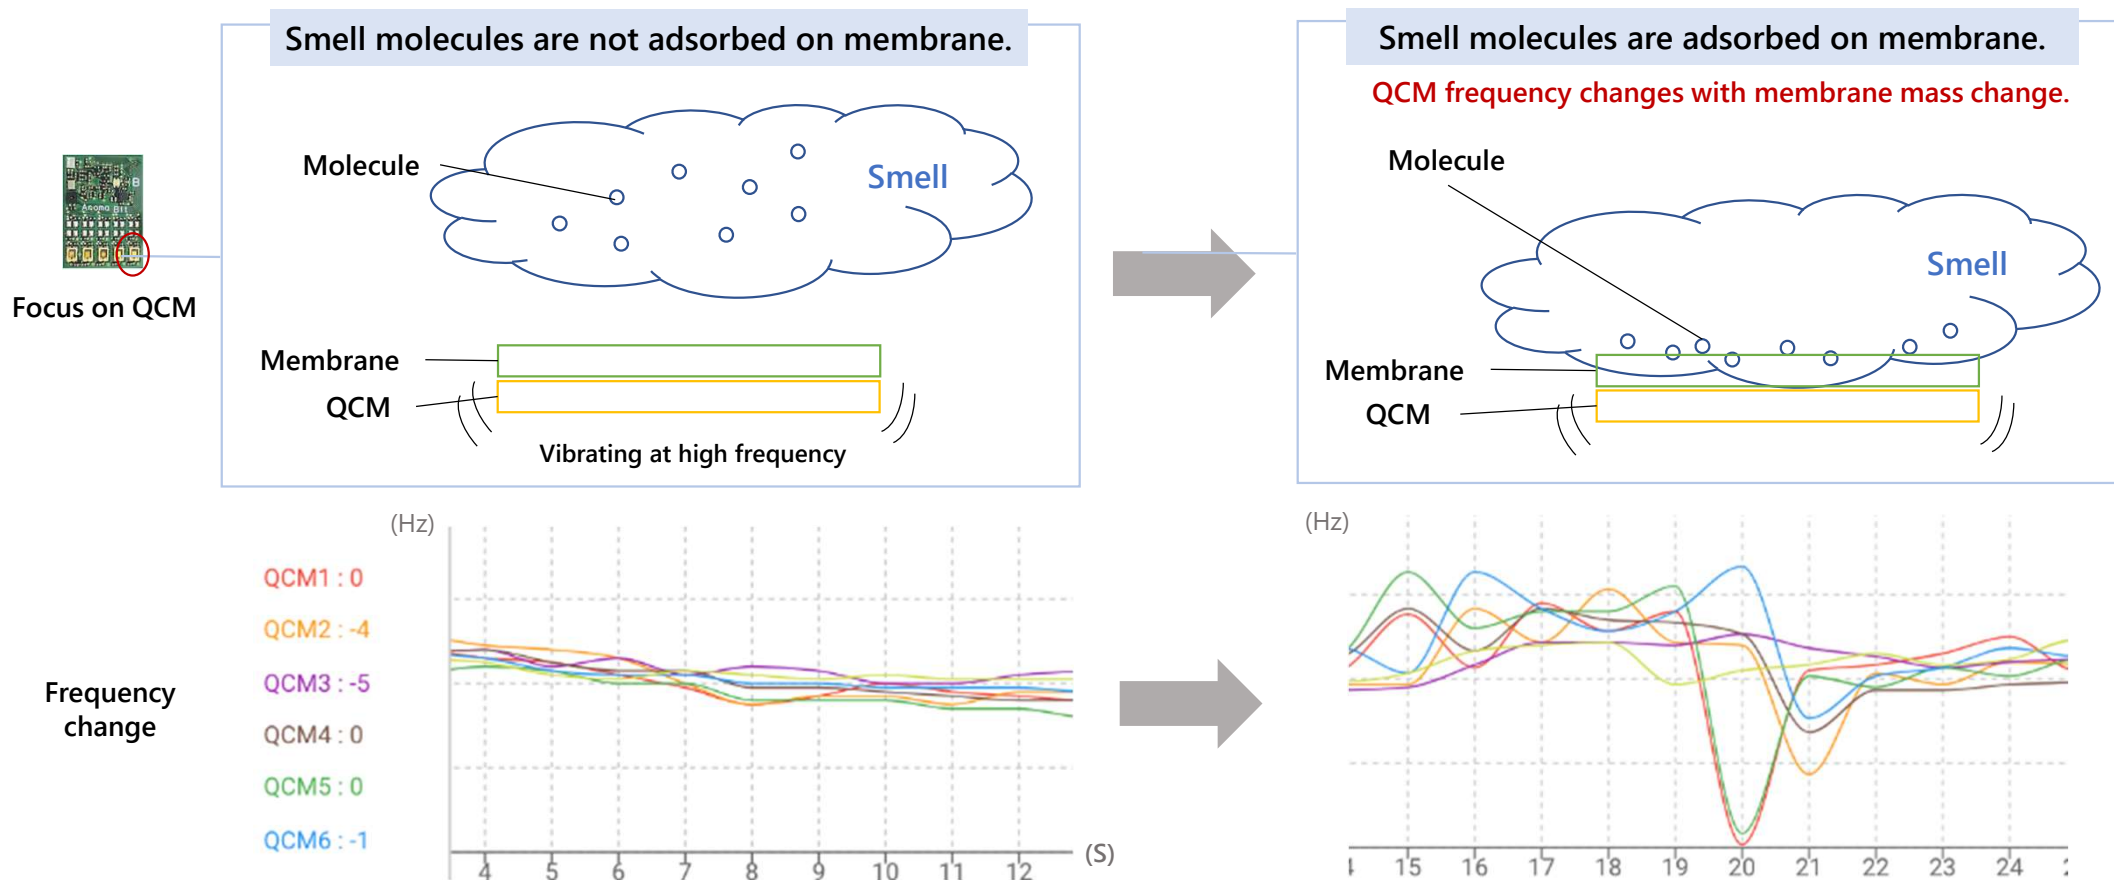 Smell molecules are not adsorbed on membrane.
Molecule
Smell
Membrane
QCM
Vibrating at high frequency
Smell molecules are adsorbed on membrane.
QCM frequency changes with membrane mass change.
Molecule
Smell
Membrane
QCM
B
Aroma Bit
Focus on QCM
Frequency
change
(Hz)
QCM1 : 0
QCM2 : -4
QCM3 : -5
QCM4 : 0
QCM5 : 0
QCM6 : -1
4 5 6 7 8 9 10 11 12
(S)
(Hz)
15 16 17 18 19 20 21 22 23 24